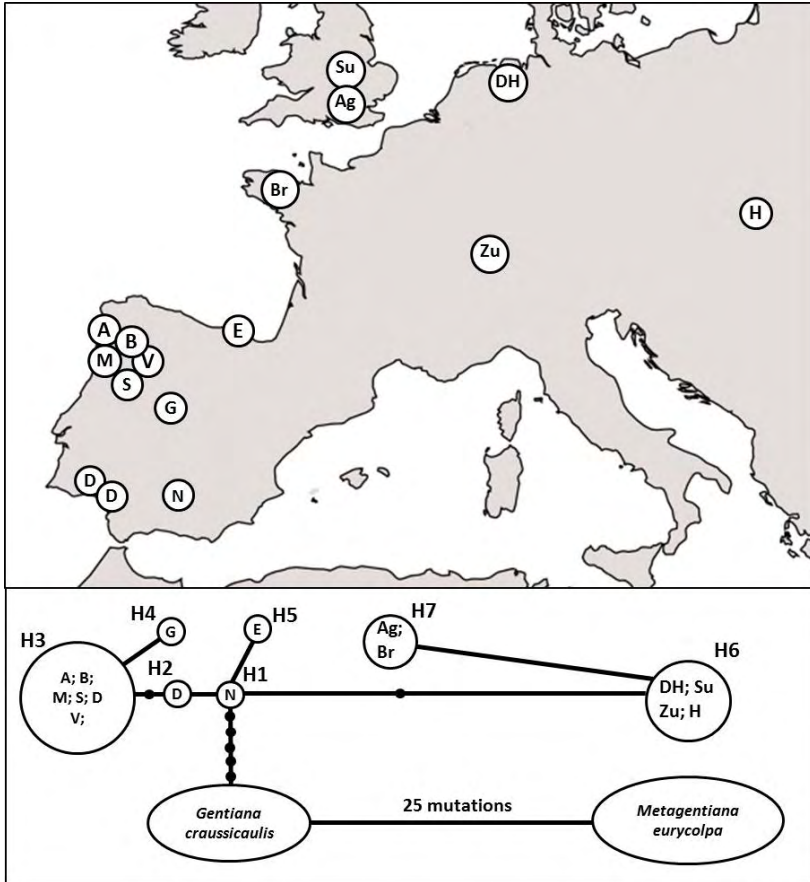 Su
DH
Ag
Br
H
Zu
A
B
E
M
V
S
G
D
D
N
H4
G
E
H5
H7
Ag;
Br
H3
H6
A; B;
M; S; D
V;
H2
D
H1
N
DH; Su
Zu; H
Gentiana
craussicaulis
25 mutations
Metagentiana
eurycolpa